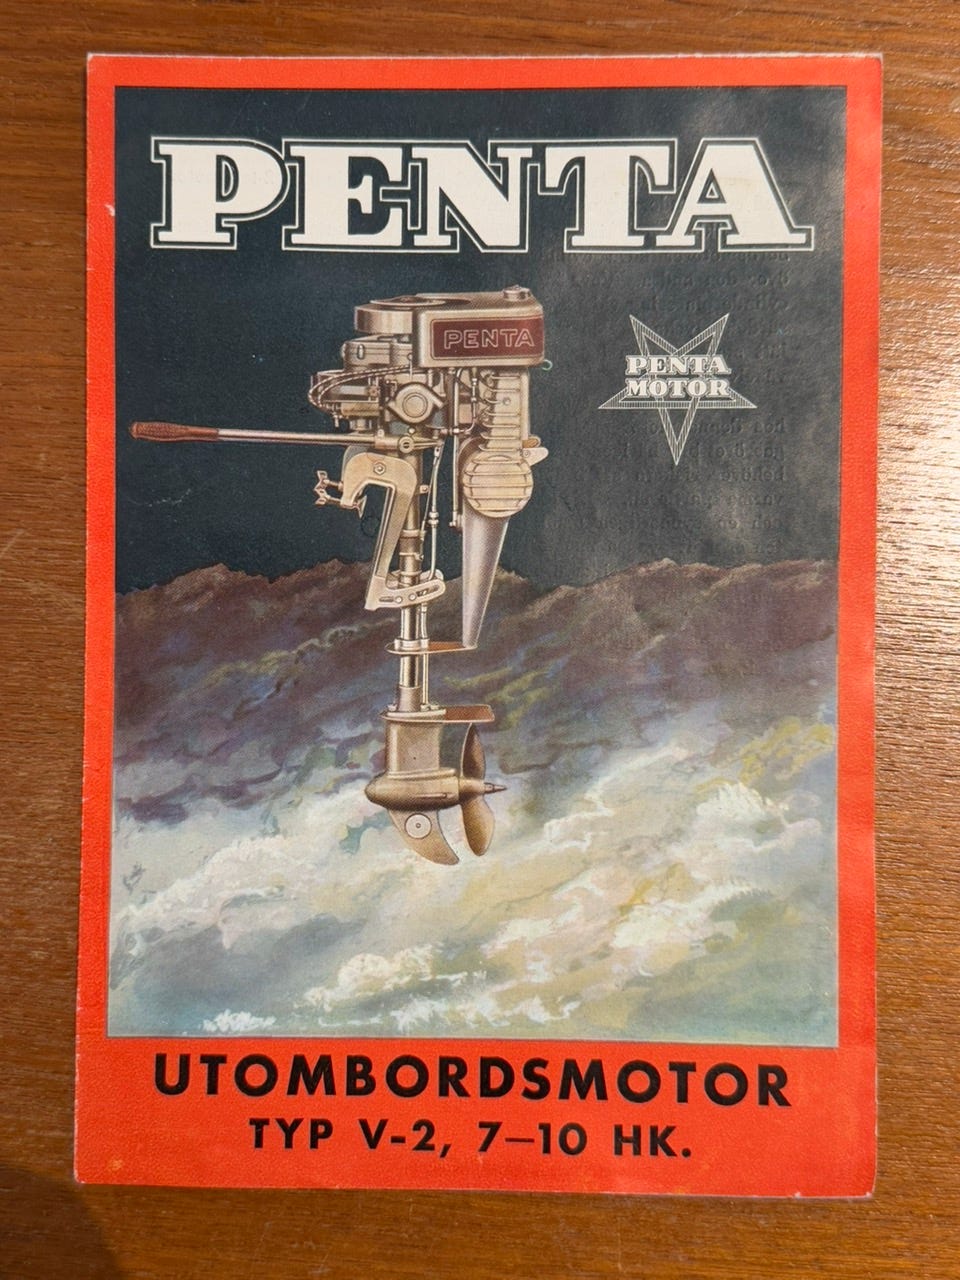 PENTA
PENTA
PENTA
MOTOR
UTOMBORDSMOTOR
TYP V-2, 7–10 HK.